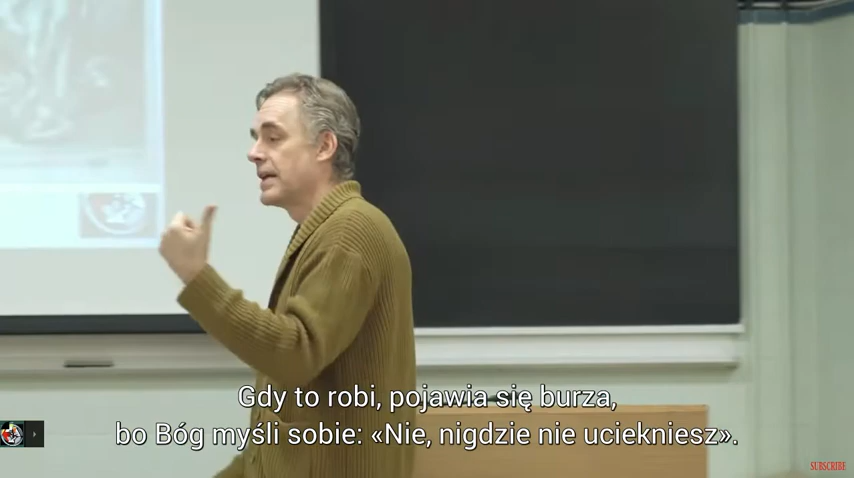 Gdy to robi, pojawia się burza,
bo Bóg myśli sobie: «Nie, nigdzie nie uciekniesz».
SUBSCRIBE